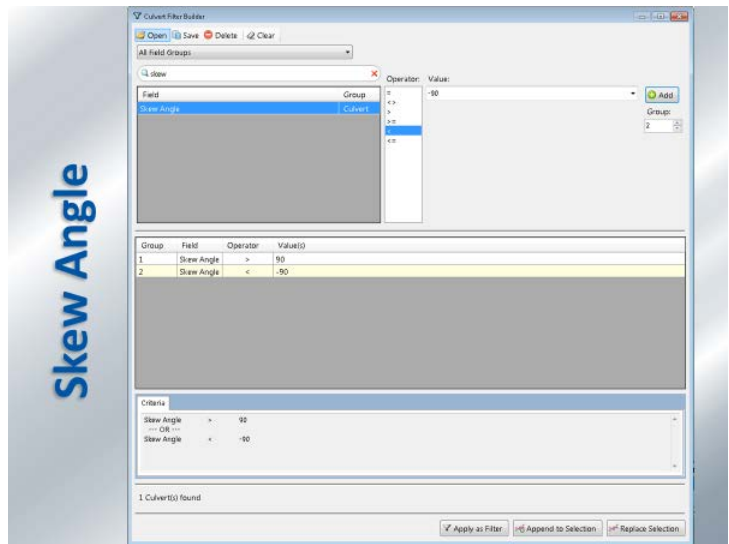 Skew Angle
Culvert Filter Builder
Open Save Delete Clear
All Field Groups
skew
Operator: Value:
Field Group
Skew Angle Culvert
=
<>
>
>=
<
<=
-90
Add
Group:
2
Group Field Operator Value(s)
1 Skew Angle > 90
2 Skew Angle < -90
Criteria
Skew Angle > 90
--- OR ---
Skew Angle < -90
1 Culvert(s) found
Apply as Filter Append to Selection Replace Selection